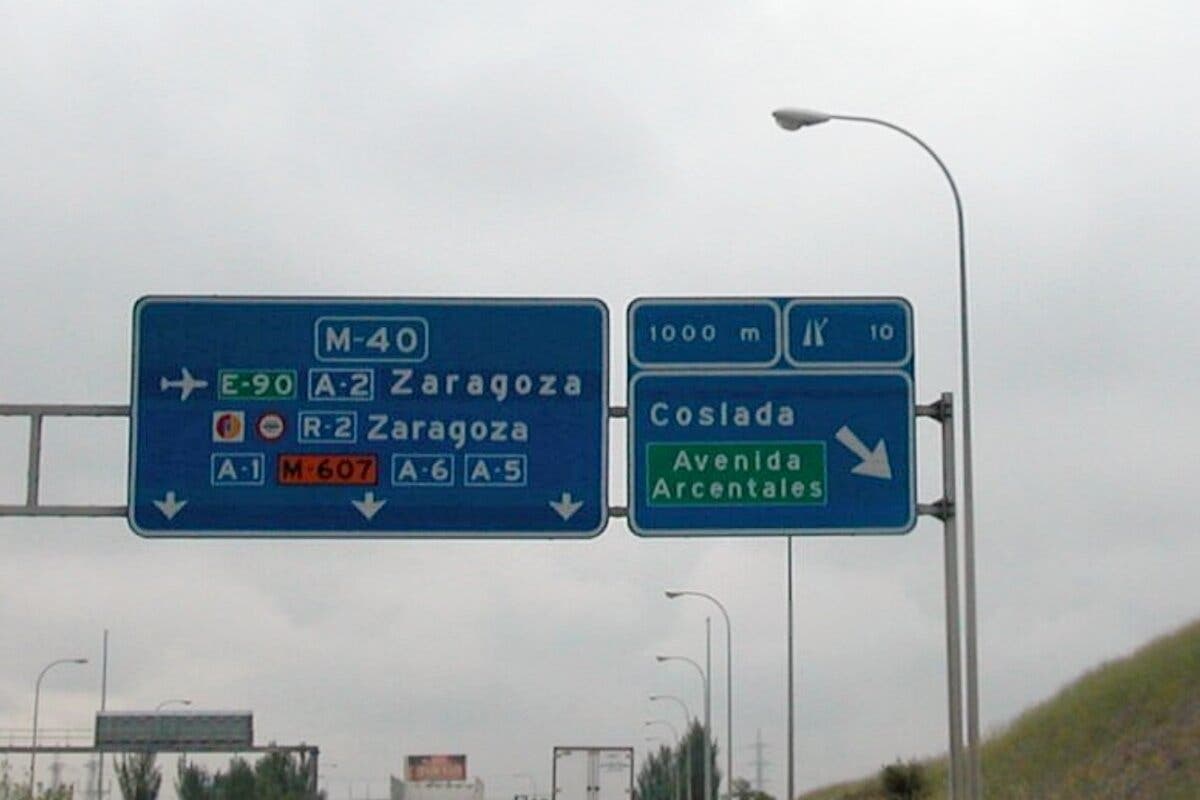 M-40
E-90 A-2 Zaragoza
R-2 Zaragoza
A-1 M-607 A-6 A-5
1000 m
10
Coslada
Avenida
Arcentales